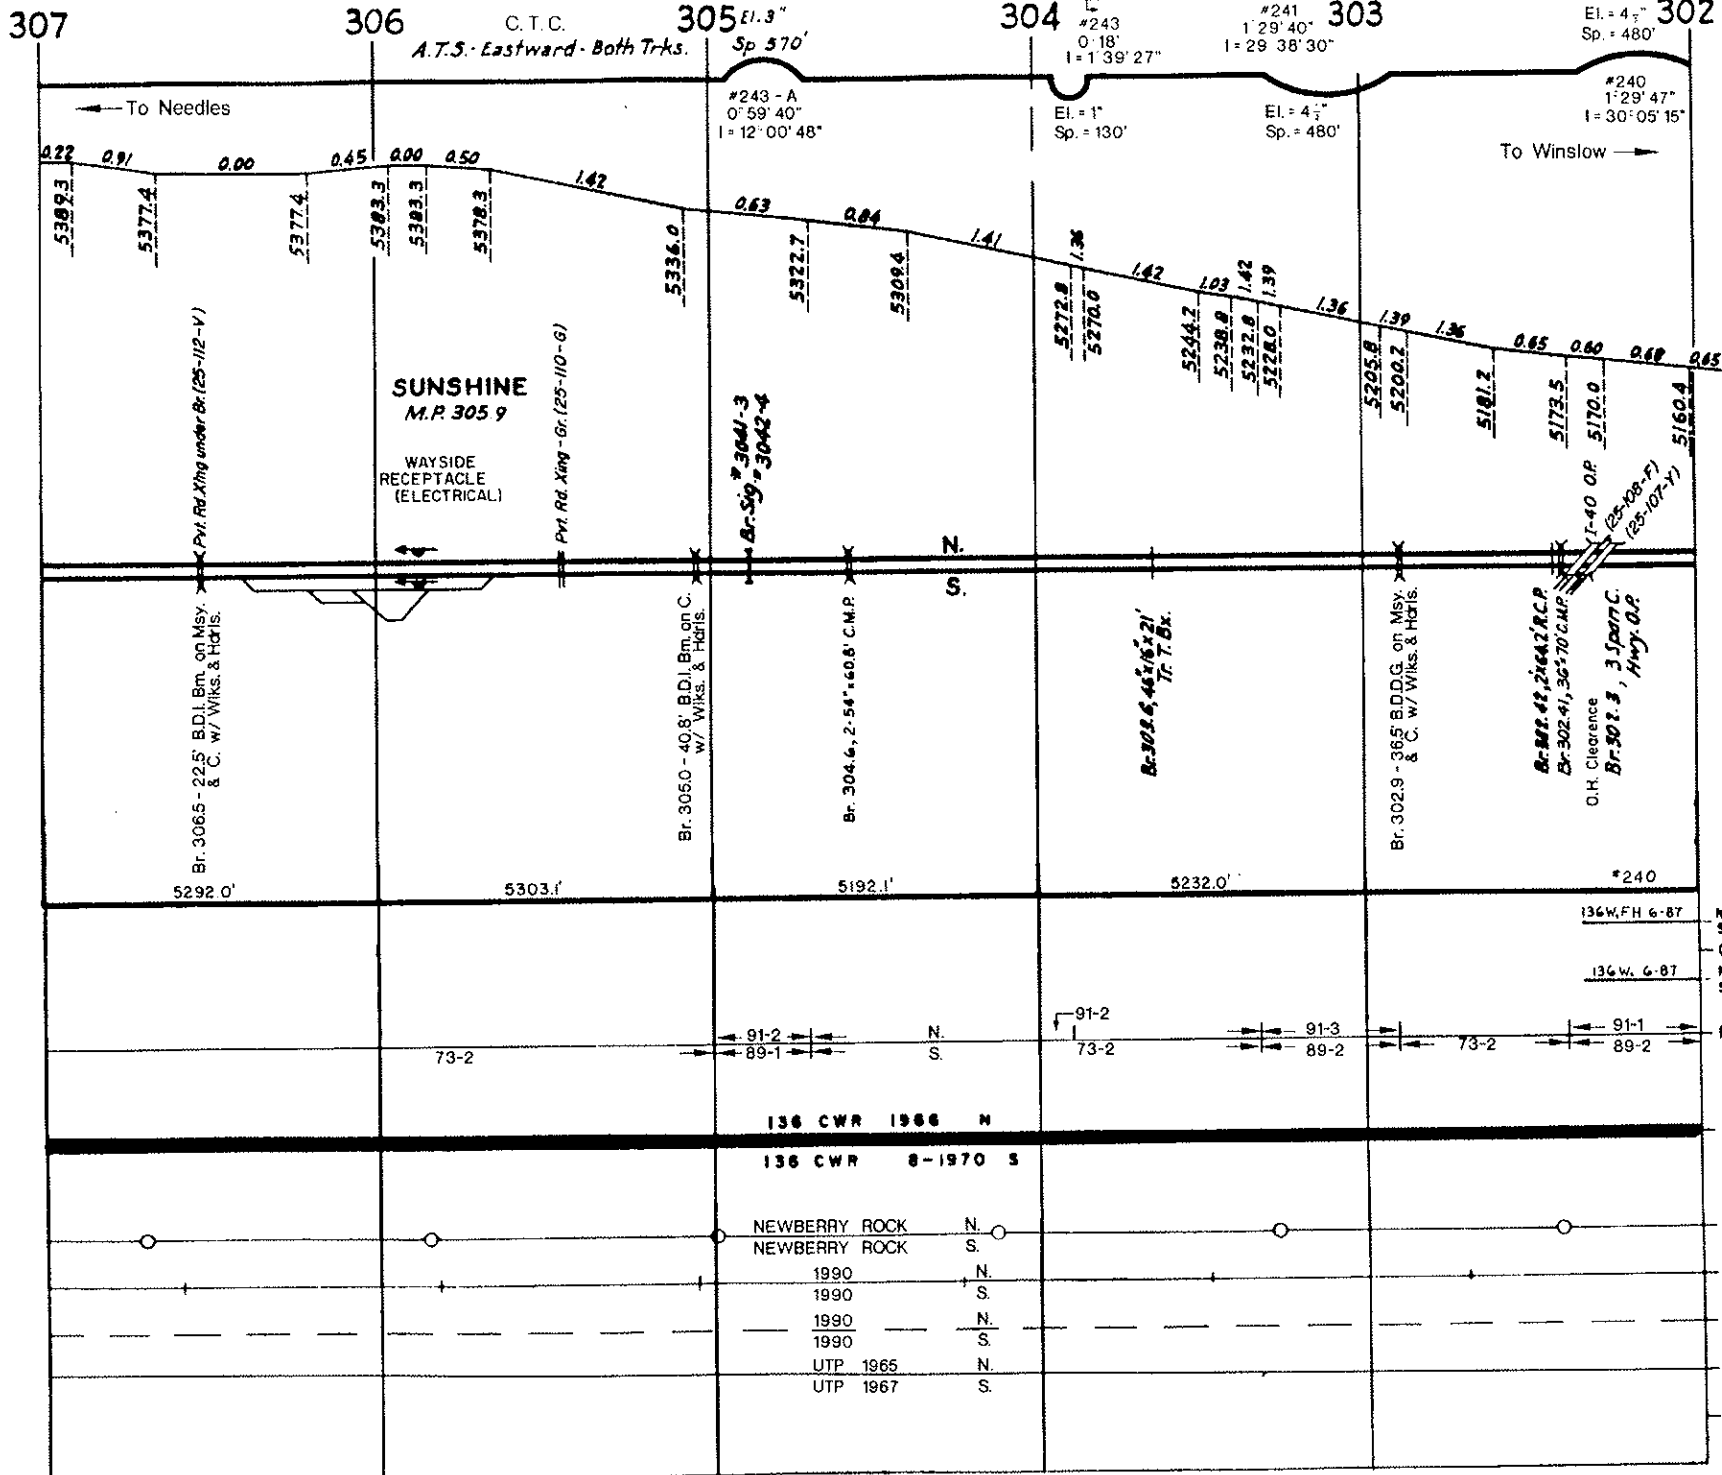 307
306
C.T.C.
A.T.S.- Eastward - Both Trks.
305
El. 3"
Sp 570'
304
#243
0°18'
I = 1°39'27"
#241
1°29'40"
I = 29°38'30"
303
El. = 4½"
Sp. = 480'
302
To Needles
#243-A
0°59'40"
I = 12°00'48"
El. = 1"
Sp. = 130'
El. = 4½"
Sp. = 480'
#240
1°29'47"
I = 30°05'15"
To Winslow
0.22 0.91 0.00 0.45 0.00 0.50 1.42 0.63 0.84 1.41 1.36 1.42 1.03 1.42 1.39 1.36 1.39 1.36 0.65 0.60 0.68 0.65
5389.3 5377.4 5377.4 5383.3 5383.3 5378.3 5336.0 5322.7 5309.4 5272.8 5270.0 5244.2 5238.8 5232.8 5228.0 5205.8 5200.2 5181.2 5173.5 5170.0 5160.4
Pvt. Rd. Xing under Br. (25-112-V)
SUNSHINE
M.P. 305.9
WAYSIDE
RECEPTACLE
(ELECTRICAL)
Pvt. Rd. Xing - Gr. (25-110-G)
Br. Sig. #3041-3
#3042-4
I-40 O.P.
(25-108-F)
(25-107-Y)
N.
S.
Br. 306.5 - 22.5' B.D.I. Bm. on Msy.
& C. w/ Wlks. & Hdrls.
Br. 305.0 - 40.8' B.D.I. Bm. on C.
w/ Wlks. & Hdrls.
Br. 304.6, 2-54" x 60.8' C.M.P.
Br. 303.6, 46"x16"x21'
Tr. T. Bx.
Br. 302.9 - 36.5' B.D.D.G. on Msy.
& C. w/ Wlks. & Hdrls.
Br. 302.42, 2'x64.2' R.C.P.
Br. 302.41, 36"x70' C.M.P.
O.H. Clearence
Br. 302.3, 3 Span C.
Hwy. O.P.
5292.0'
5303.1'
5192.1'
5232.0'
#240
136W, FH 6-87
136 W. 6-87
91-2
N.
91-2
91-3
91-1
73-2
89-1
S.
73-2
89-2
73-2
89-2
136 CWR 1966 N
136 CWR 8-1970 S
NEWBERRY ROCK N.
NEWBERRY ROCK S.
1990 N.
1990 S.
1990 N.
1990 S.
UTP 1965 N.
UTP 1967 S.